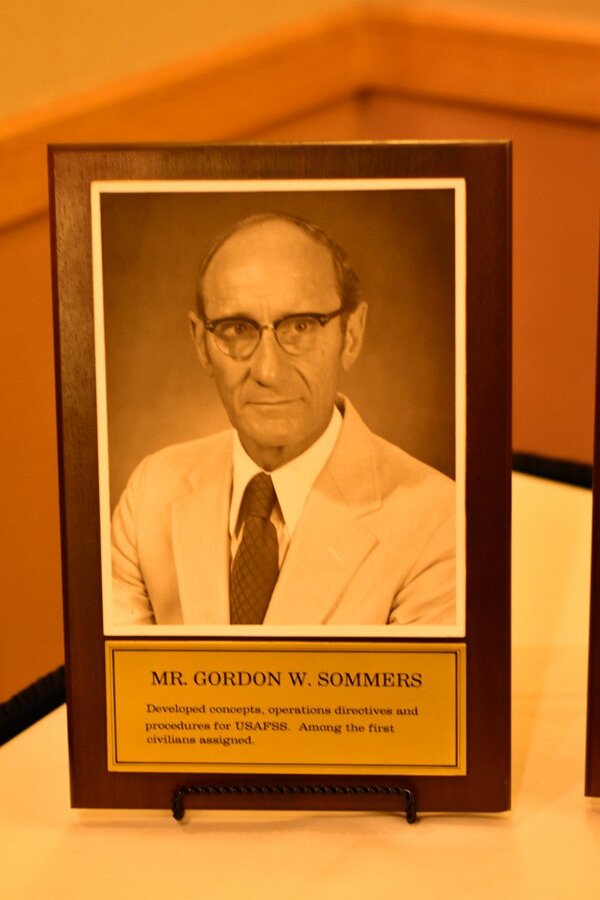 MR. GORDON W. SOMMERS
Developed concepts, operations directives and
procedures for USAFSS. Among the first
civilians assigned.